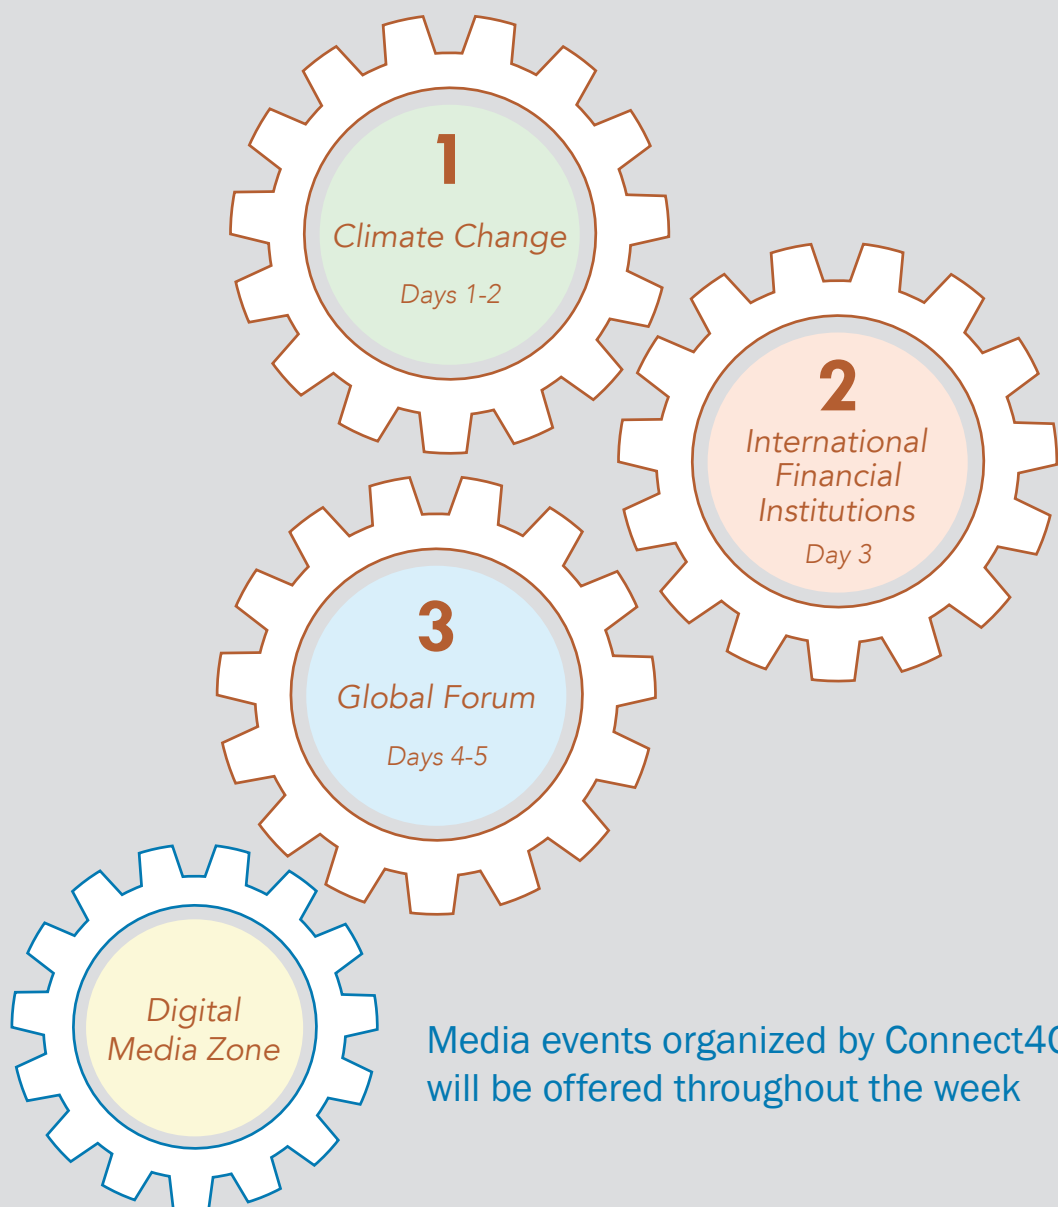 1
Climate Change
Days 1-2
2
International
Financial
Institutions
Day 3
3
Global Forum
Days 4-5
Digital
Media Zone
Media events organized by
will be offered throughout the week